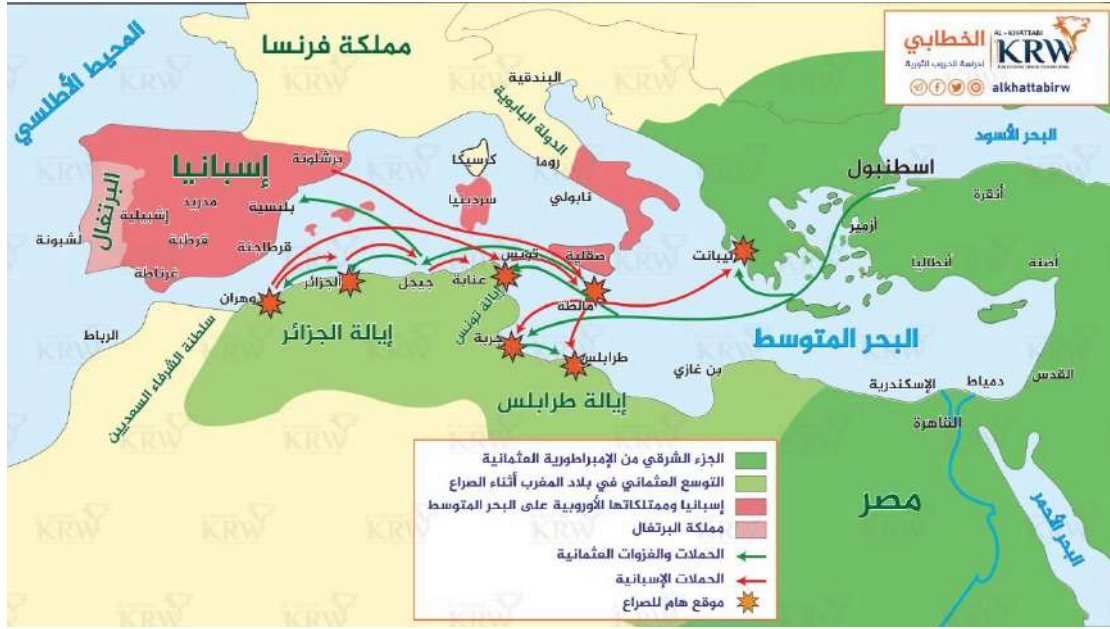 المحيط الأطلسي
مملكة فرنسا
البندقية
الدولة البابوية
الخطابي
لدراسة الحروب الثورية
AL - KHATTABI
KRW
alkhattabirw
البحر الأسود
إسبانيا
برشلونة
كرسيكا
روما
نابولي
اسطنبول
أنقرة
البرتغال
مدريد
بلنسية
سردينيا
إشبيلية
لشبونة
قرطبة
قرطاجنة
غرناطة
أزمير
أنطاليا
أضنة
ليبانت
صقلية
تونس
عنابة
جيجل
الجزائر
وهران
مالطة
إيالة تونس
إيالة الجزائر
سلطنة الشرفاء السعديين
الرباط
جربة
طرابلس
إيالة طرابلس
بن غازي
البحر المتوسط
القدس
دمياط
الإسكندرية
القاهرة
مصر
البحر الأحمر
الجزء الشرقي من الإمبراطورية العثمانية
التوسع العثماني في بلاد المغرب أثناء الصراع
إسبانيا وممتلكاتها الأوروبية على البحر المتوسط
مملكة البرتغال
الحملات والغزوات العثمانية
الحملات الإسبانية
موقع هام للصراع